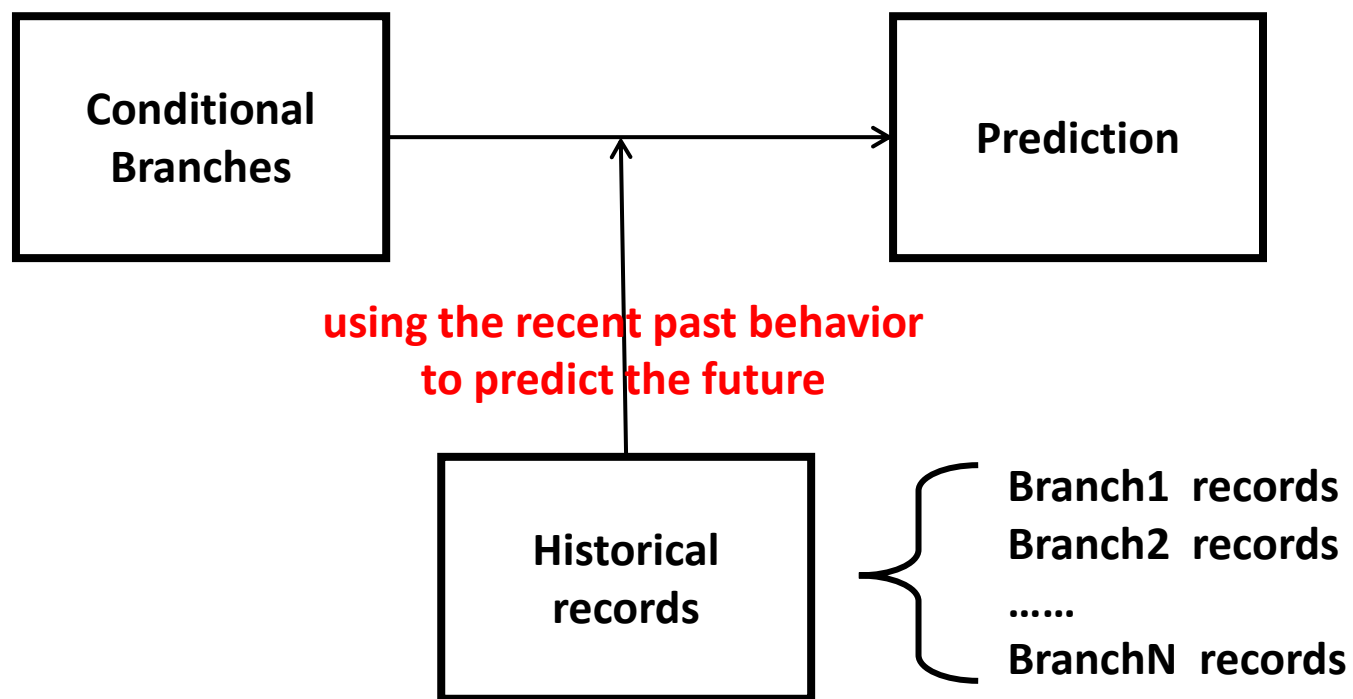 Conditional
Branches
Prediction
using the recent past behavior
to predict the future
Historical
records
Branch1  records
Branch2  records
......
BranchN  records